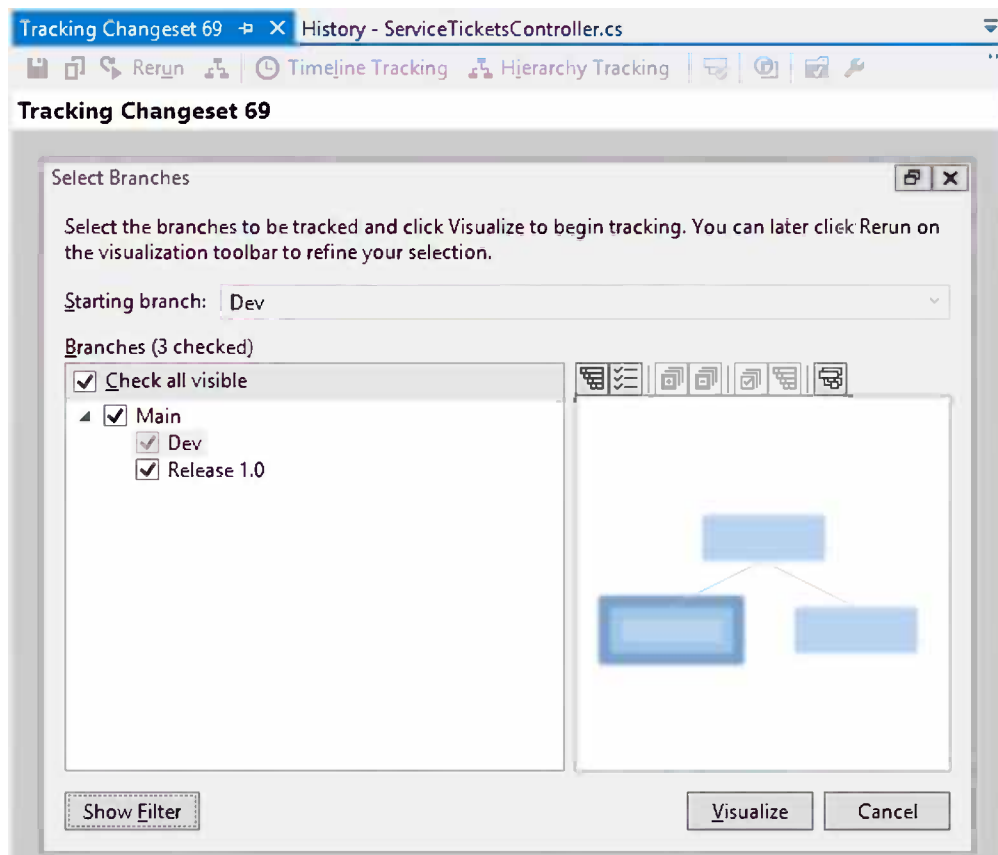 Tracking Changeset 69 History - ServiceTicketsController.cs
Rerun Timeline Tracking Hierarchy Tracking
Tracking Changeset 69
Select Branches
Select the branches to be tracked and click Visualize to begin tracking. You can later click Rerun on
the visualization toolbar to refine your selection.
Starting branch: Dev
Branches (3 checked)
Check all visible
Main
Dev
Release 1.0
Show Filter Visualize Cancel